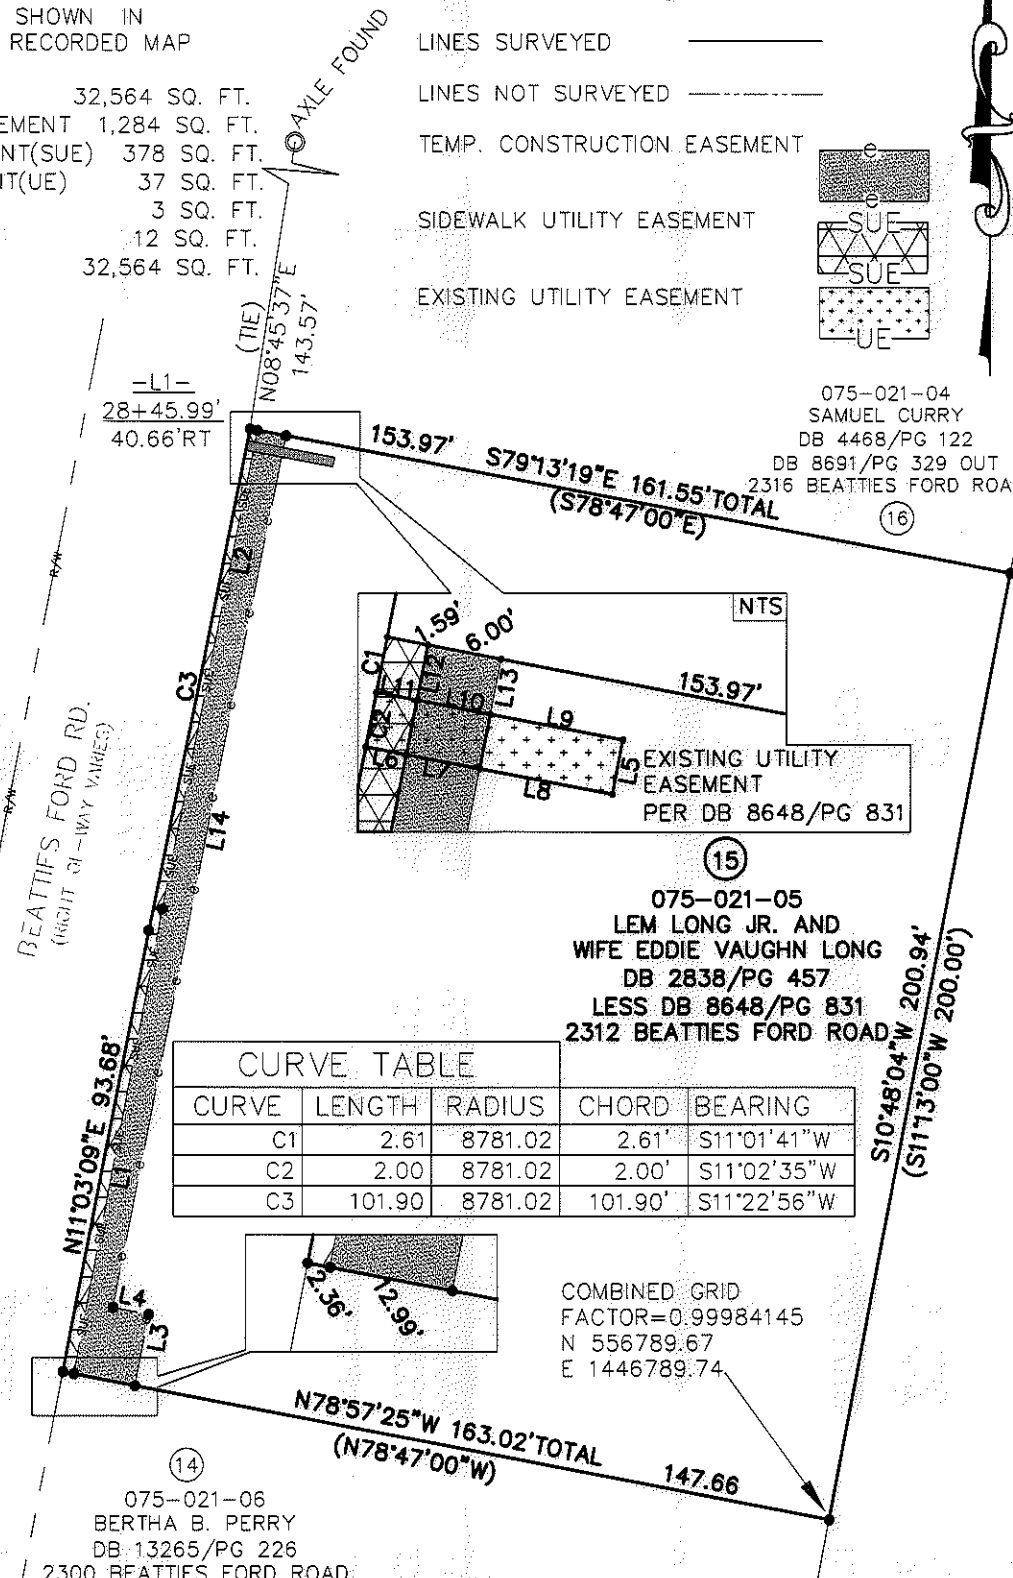 SHOWN IN
RECORDED MAP
32,564 SQ. FT.
EMENT 1,284 SQ. FT.
NT(SUE) 378 SQ. FT.
IT(UE) 37 SQ. FT.
3 SQ. FT.
12 SQ. FT.
32,564 SQ. FT.
AXLE FOUND
LINES SURVEYED
LINES NOT SURVEYED
TEMP. CONSTRUCTION EASEMENT
e
e
SIDEWALK UTILITY EASEMENT
SUE
SUE
EXISTING UTILITY EASEMENT
UE
(TIE)
N08°45'37"E
143.57'
-L1-
28+45.99'
40.66'RT
075-021-04
SAMUEL CURRY
DB 4468/PG 122
DB 8691/PG 329 OUT
2316 BEATTIES FORD ROA
16
153.97'
S79°13'19"E 161.55'TOTAL
(S78°47'00"E)
R/W
R/W
BEATTIES FORD RD.
(RIGHT OF-WAY VARIES)
L2
C3
L14
SUE
SUE
SUE
SUE
SUE
SUE
SUE
e
e
e
e
e
e
e
e
NTS
1.59'
6.00'
153.97'
C1
L12
L13
L11
L10
L9
C2
L6
L7
L8
L5
EXISTING UTILITY
EASEMENT
PER DB 8648/PG 831
15
075-021-05
LEM LONG JR. AND
WIFE EDDIE VAUGHN LONG
DB 2838/PG 457
LESS DB 8648/PG 831
2312 BEATTIES FORD ROAD
S10°48'04"W 200.94'
(S11°13'00"W 200.00')
CURVE TABLE
CURVE LENGTH RADIUS CHORD BEARING
C1 2.61 8781.02 2.61' S11°01'41"W
C2 2.00 8781.02 2.00' S11°02'35"W
C3 101.90 8781.02 101.90' S11°22'56"W
N11°03'09"E 93.68'
L1
L4
L3
2.36'
12.99'
COMBINED GRID
FACTOR=0.99984145
N 556789.67
E 1446789.74
N78°57'25"W 163.02'TOTAL
(N78°47'00"W)
147.66
14
075-021-06
BERTHA B. PERRY
DB 13265/PG 226
2300 BEATTIES FORD ROAD